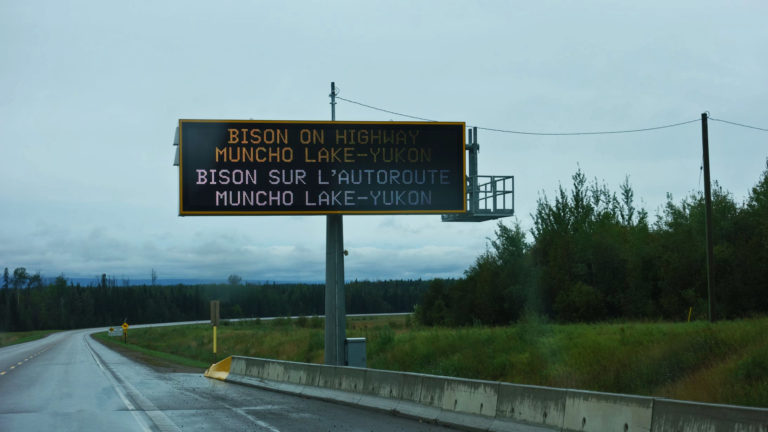 BISON ON HIGHWAY
MUNCHO LAKE-YUKON
BISON SUR L'AUTOROUTE
MUNCHO LAKE-YUKON